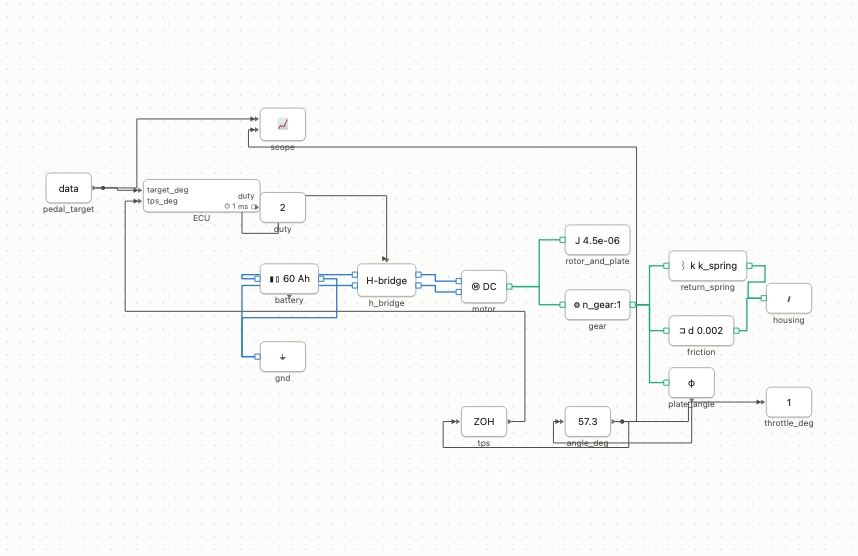 scope
data
pedal_target
target_deg
tps_deg
duty
1 ms
ECU
2
duty
J 4.5e-06
rotor_and_plate
60 Ah
battery
H-bridge
h_bridge
M DC
motor
n_gear:1
gear
k k_spring
return_spring
housing
d 0.002
friction
gnd
ϕ
plate_angle
1
throttle_deg
ZOH
tps
57.3
angle_deg